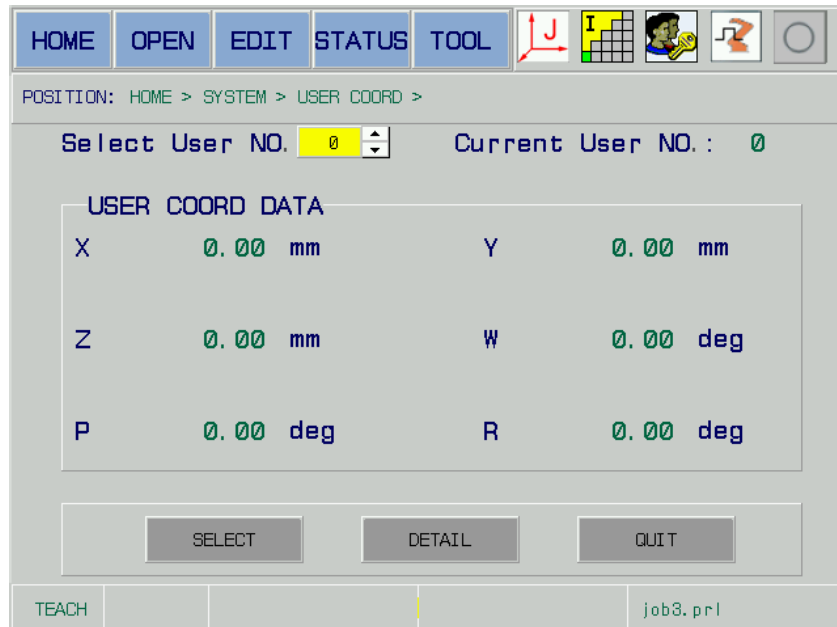 HOME OPEN EDIT STATUS TOOL J I
POSITION: HOME > SYSTEM > USER COORD >
Select User NO. 0 Current User NO.: 0
USER COORD DATA
X 0.00 mm Y 0.00 mm
Z 0.00 mm W 0.00 deg
P 0.00 deg R 0.00 deg
SELECT DETAIL QUIT
TEACH job3.prl